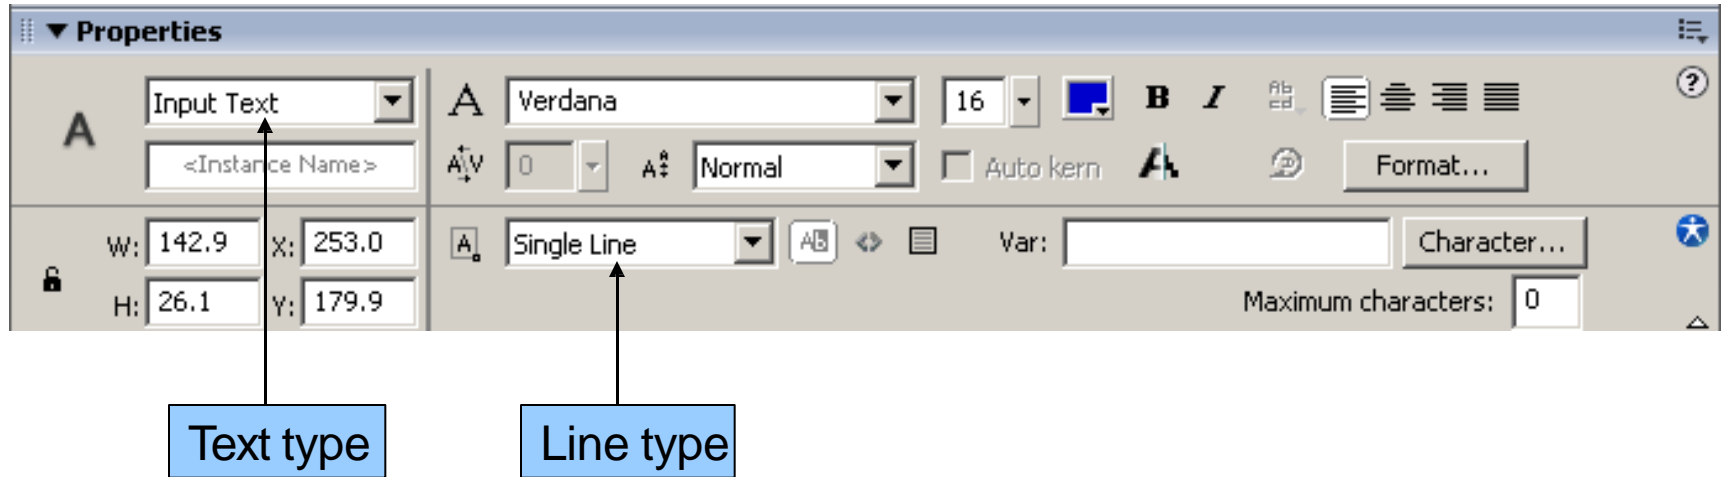 Properties
Input Text
A Verdana 16 B I
<Instance Name>
A|V 0 A Normal Auto kern A Format...
W: 142.9 X: 253.0 A Single Line AB <> Var: Character...
H: 26.1 Y: 179.9 Maximum characters: 0
Text type Line type